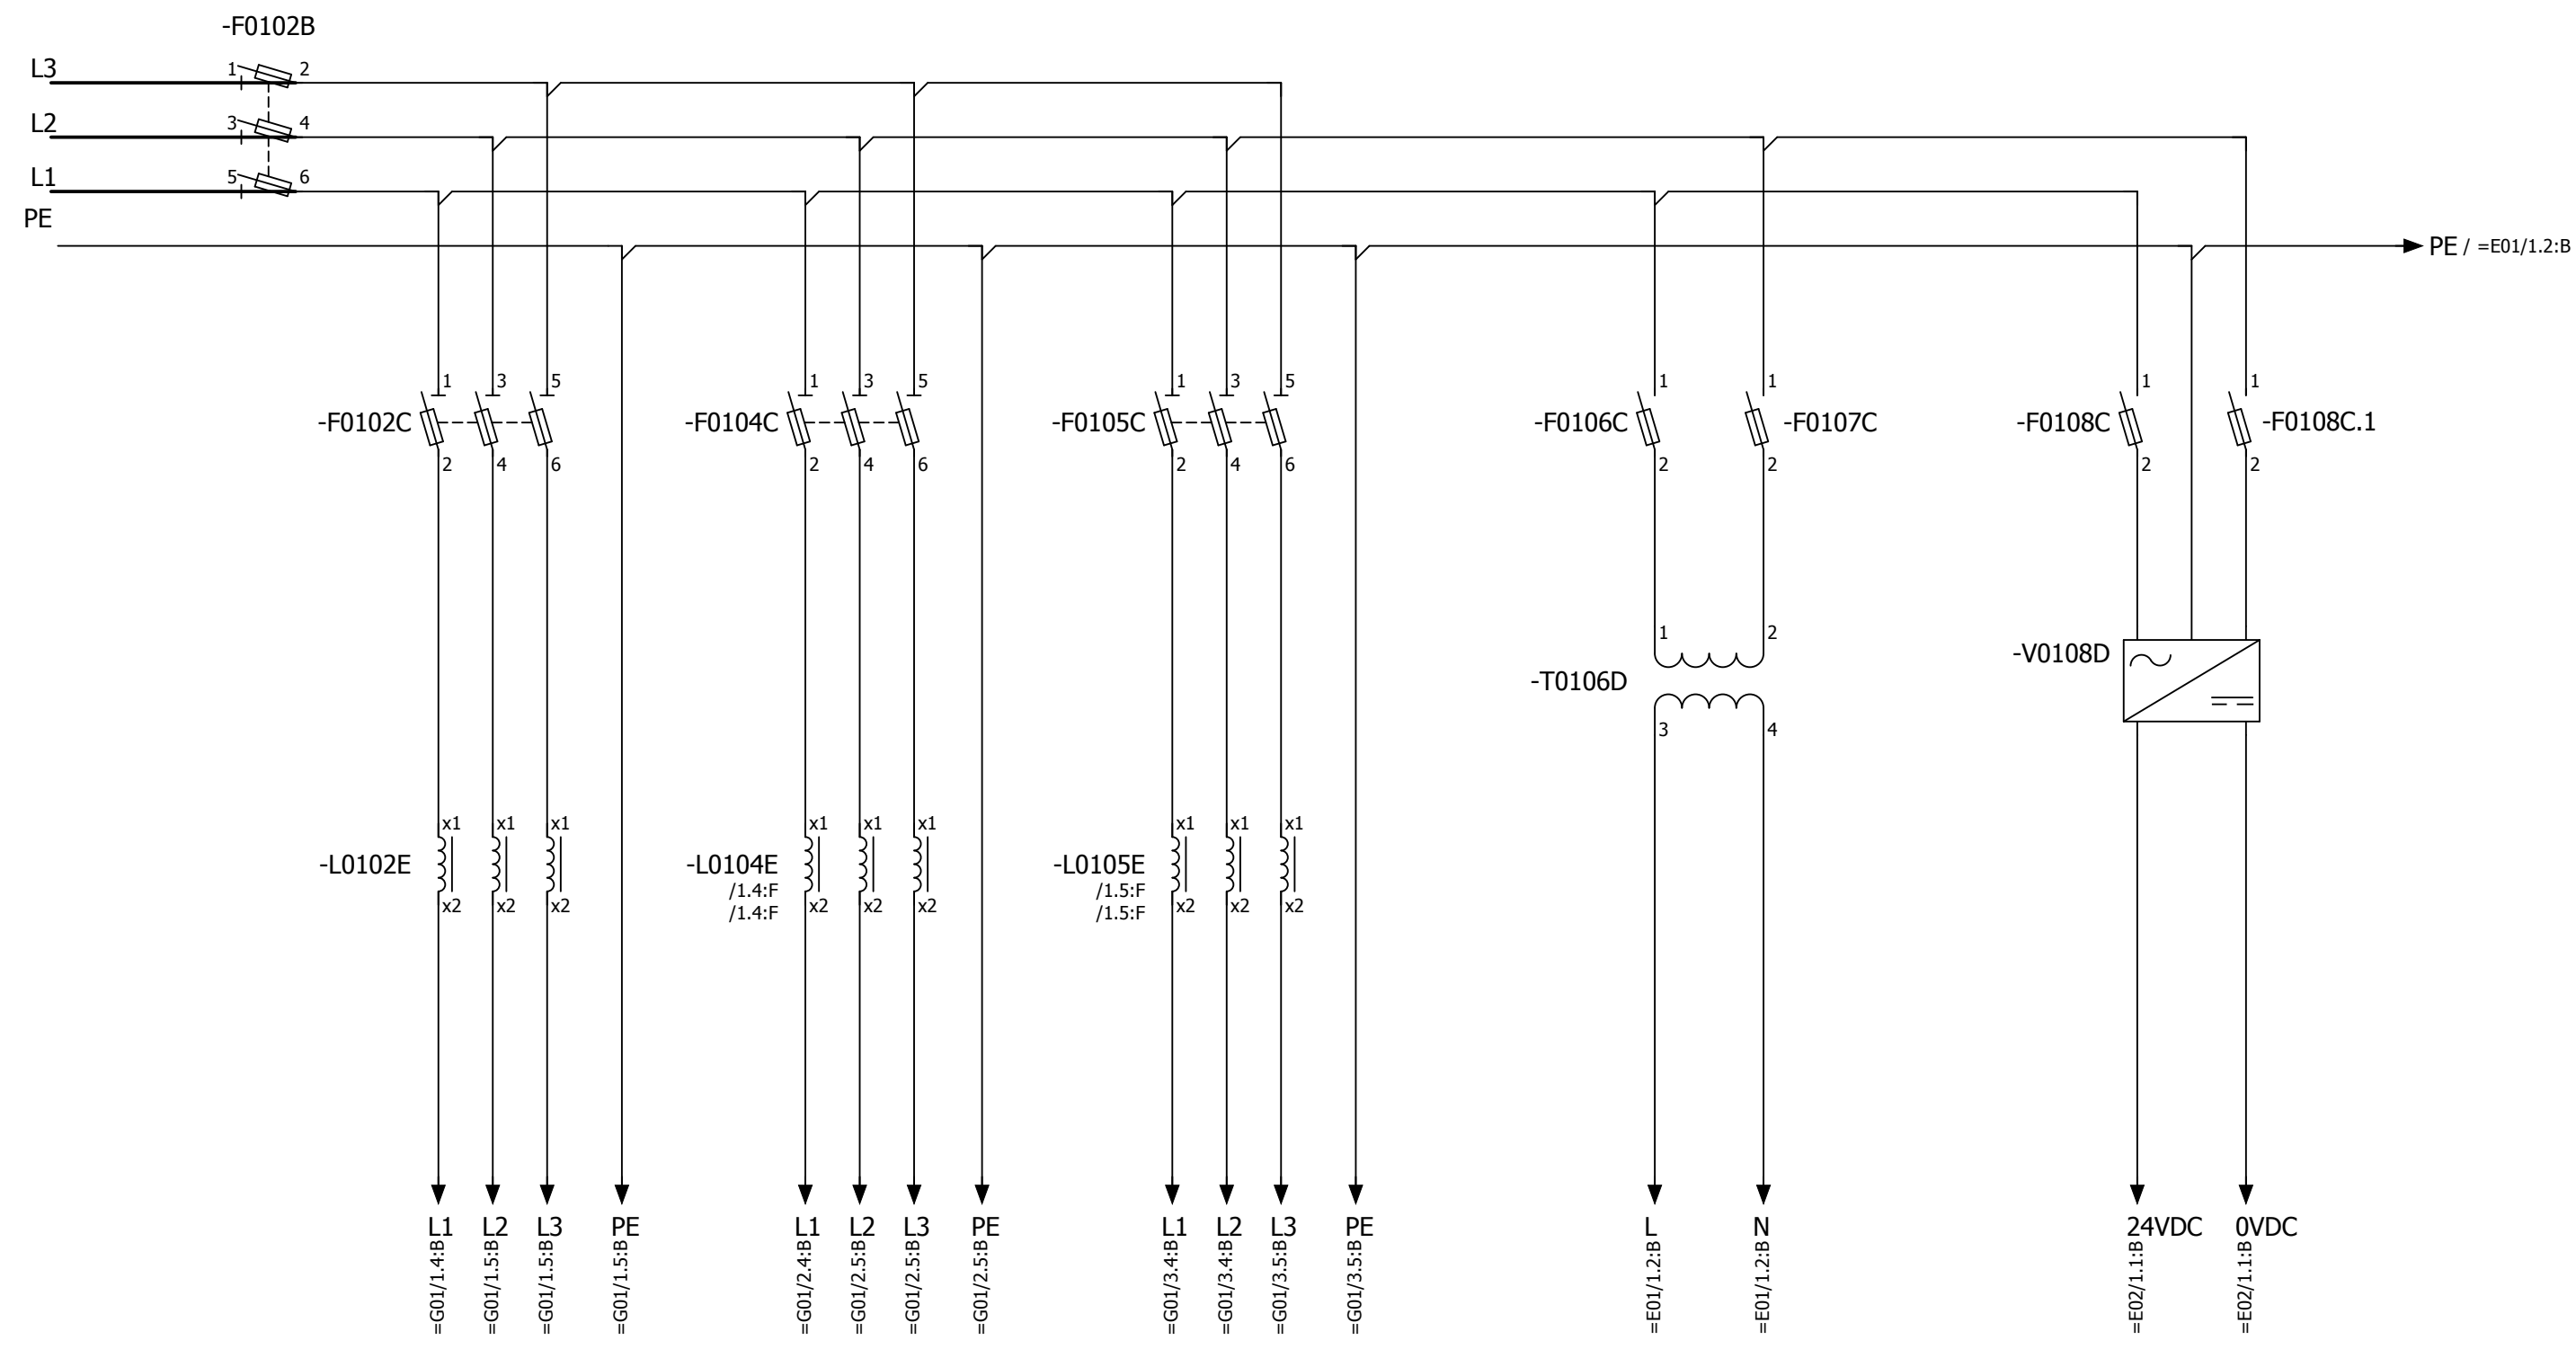 -F0102B
L3
1 2
L2
3 4
L1
5 6
PE
PE / =E01/1.2:B
1 3 5
1 3 5
1 3 5
1
1
1
1
-F0102C
-F0104C
-F0105C
-F0106C
-F0107C
-F0108C
-F0108C.1
2 4 6
2 4 6
2 4 6
2
2
2
2
1 2
-V0108D
-T0106D
3 4
x1 x1 x1
x1 x1 x1
x1 x1 x1
-L0102E
-L0104E
/1.4:F
/1.4:F
-L0105E
/1.5:F
/1.5:F
x2 x2 x2
x2 x2 x2
x2 x2 x2
L1 L2 L3 PE
L1 L2 L3 PE
L1 L2 L3 PE
L N
24VDC 0VDC
=G01/1.4:B
=G01/1.5:B
=G01/1.5:B
=G01/1.5:B
=G01/2.4:B
=G01/2.5:B
=G01/2.5:B
=G01/2.5:B
=G01/3.4:B
=G01/3.4:B
=G01/3.5:B
=G01/3.5:B
=E01/1.2:B
=E01/1.2:B
=E02/1.1:B
=E02/1.1:B